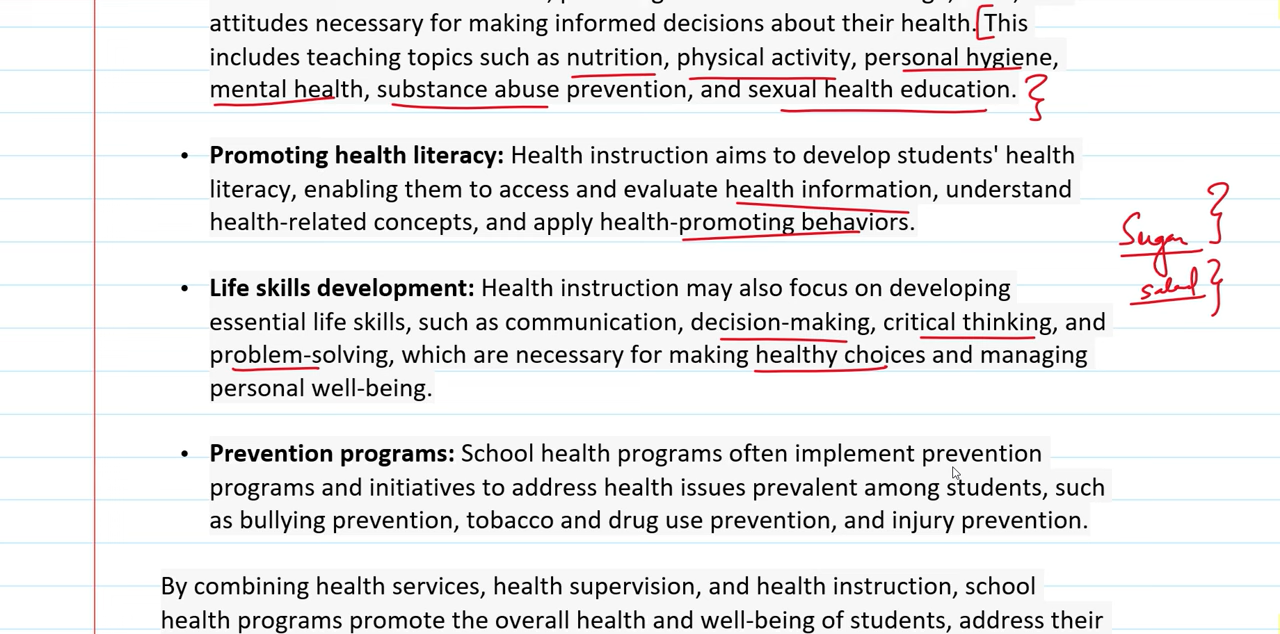 attitudes necessary for making informed decisions about their health. This
includes teaching topics such as nutrition, physical activity, personal hygiene,
mental health, substance abuse prevention, and sexual health education.
• Promoting health literacy: Health instruction aims to develop students' health
literacy, enabling them to access and evaluate health information, understand
health-related concepts, and apply health-promoting behaviors.
Sugar
salad
• Life skills development: Health instruction may also focus on developing
essential life skills, such as communication, decision-making, critical thinking, and
problem-solving, which are necessary for making healthy choices and managing
personal well-being.
• Prevention programs: School health programs often implement prevention
programs and initiatives to address health issues prevalent among students, such
as bullying prevention, tobacco and drug use prevention, and injury prevention.
By combining health services, health supervision, and health instruction, school
health programs promote the overall health and well-being of students, address their